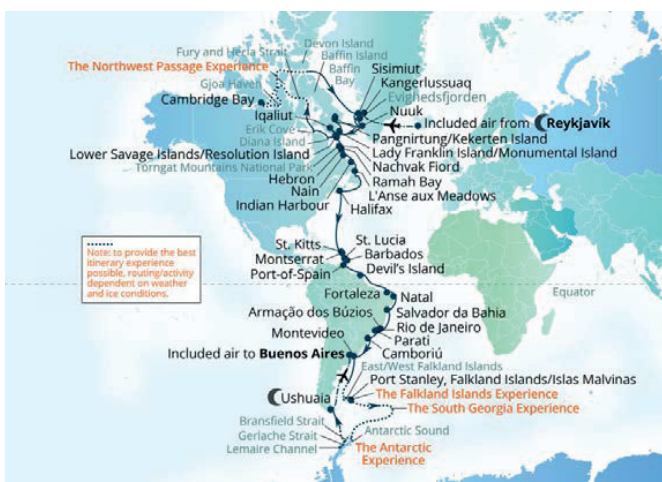 Fury and Hecla Strait
Devon Island
Baffin Island
Baffin
Bay
The Northwest Passage Experience
Gjoa Haven
Cambridge Bay
Sisimiut
Kangerlussuaq
Evighedsfjorden
Nuuk
Included air from Reykjavík
Iqaliut
Erik Cove
Diana Island
Pangnirtung/Kekerten Island
Lower Savage Islands/Resolution Island
Lady Franklin Island/Monumental Island
Torngat Mountains National Park
Nachvak Fiord
Hebron
Ramah Bay
Nain
L'Anse aux Meadows
Indian Harbour
Halifax
Note: to provide the best
itinerary experience
possible, routing/activity
dependent on weather
and ice conditions.
St. Kitts
St. Lucia
Montserrat
Barbados
Port-of-Spain
Devil's Island
Fortaleza
Natal
Equator
Armação dos Búzios
Salvador da Bahia
Rio de Janeiro
Montevideo
Parati
Camboriú
Included air to Buenos Aires
East/West Falkland Islands
Port Stanley, Falkland Islands/Islas Malvinas
The Falkland Islands Experience
The South Georgia Experience
Ushuaia
Bransfield Strait
Antarctic Sound
Gerlache Strait
Lemaire Channel
The Antarctic
Experience